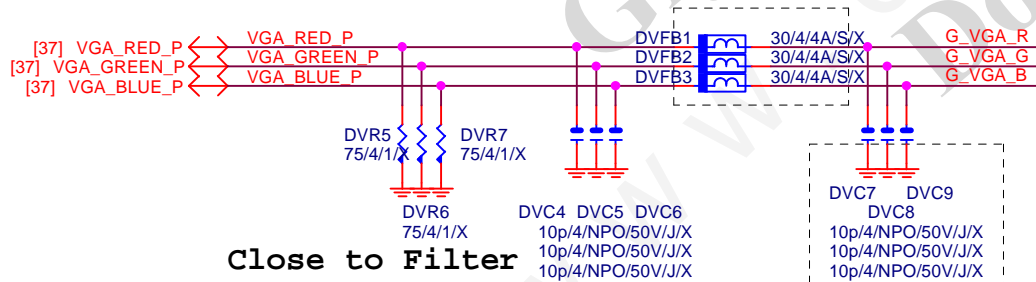 [37] VGA_RED_P VGA_RED_P DVFB1 30/4/4A/S/X G_VGA_R
[37] VGA_GREEN_P VGA_GREEN_P DVFB2 30/4/4A/S/X G_VGA_G
[37] VGA_BLUE_P VGA_BLUE_P DVFB3 30/4/4A/S/X G_VGA_B
DVR5 DVR7
75/4/1/X 75/4/1/X
DVR6
75/4/1/X
DVC4 DVC5 DVC6
10p/4/NPO/50V/J/X
10p/4/NPO/50V/J/X
10p/4/NPO/50V/J/X
DVC7 DVC9
DVC8
10p/4/NPO/50V/J/X
10p/4/NPO/50V/J/X
10p/4/NPO/50V/J/X
Close to Filter